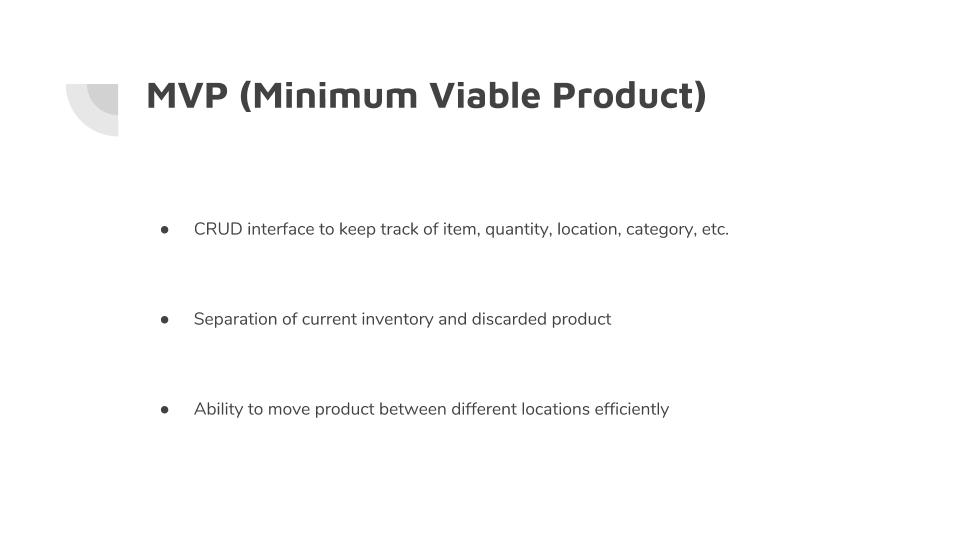 MVP (Minimum Viable Product)
● CRUD interface to keep track of item, quantity, location, category, etc.
● Separation of current inventory and discarded product
● Ability to move product between different locations efficiently